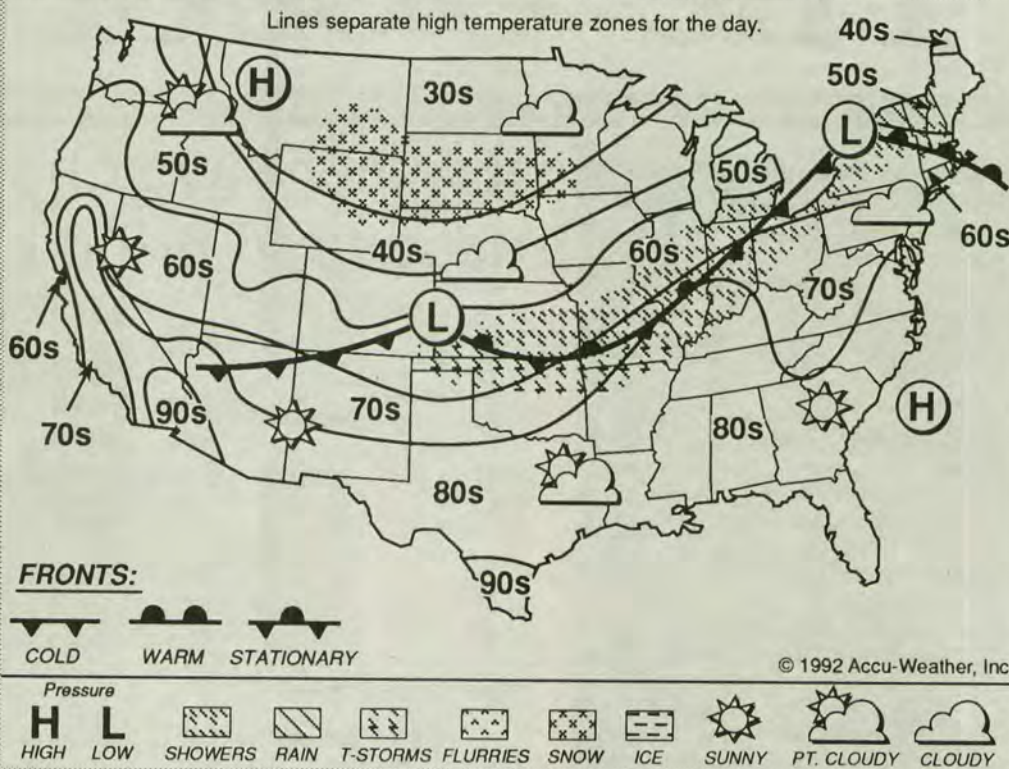 Lines separate high temperature zones for the day.
40s
50s
H
30s
L
50s
50s
60s
40s
60s
60s
70s
L
60s
70s
90s
70s
H
80s
80s
90s
FRONTS:
COLD WARM STATIONARY
© 1992 Accu-Weather, Inc
Pressure
H L
HIGH LOW SHOWERS RAIN T-STORMS FLURRIES SNOW ICE SUNNY PT. CLOUDY CLOUDY